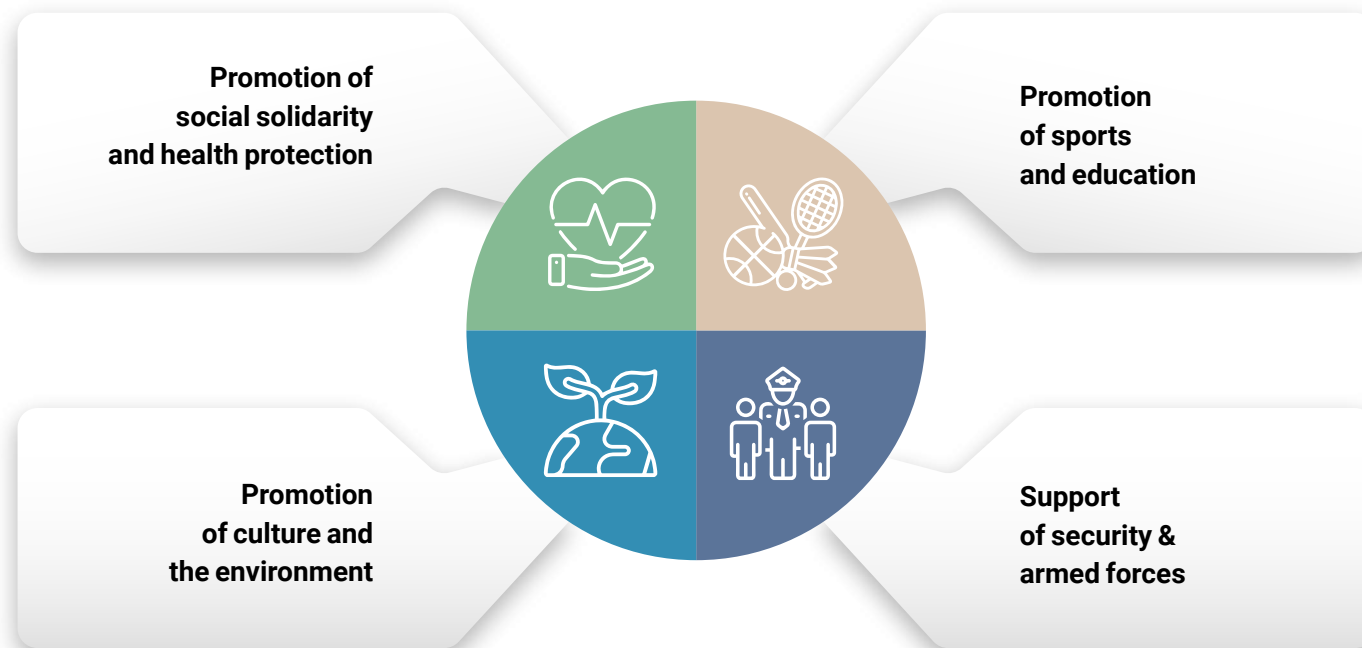 Promotion of
social solidarity
and health protection
Promotion
of sports
and education
Promotion
of culture and
the environment
Support
of security &
armed forces